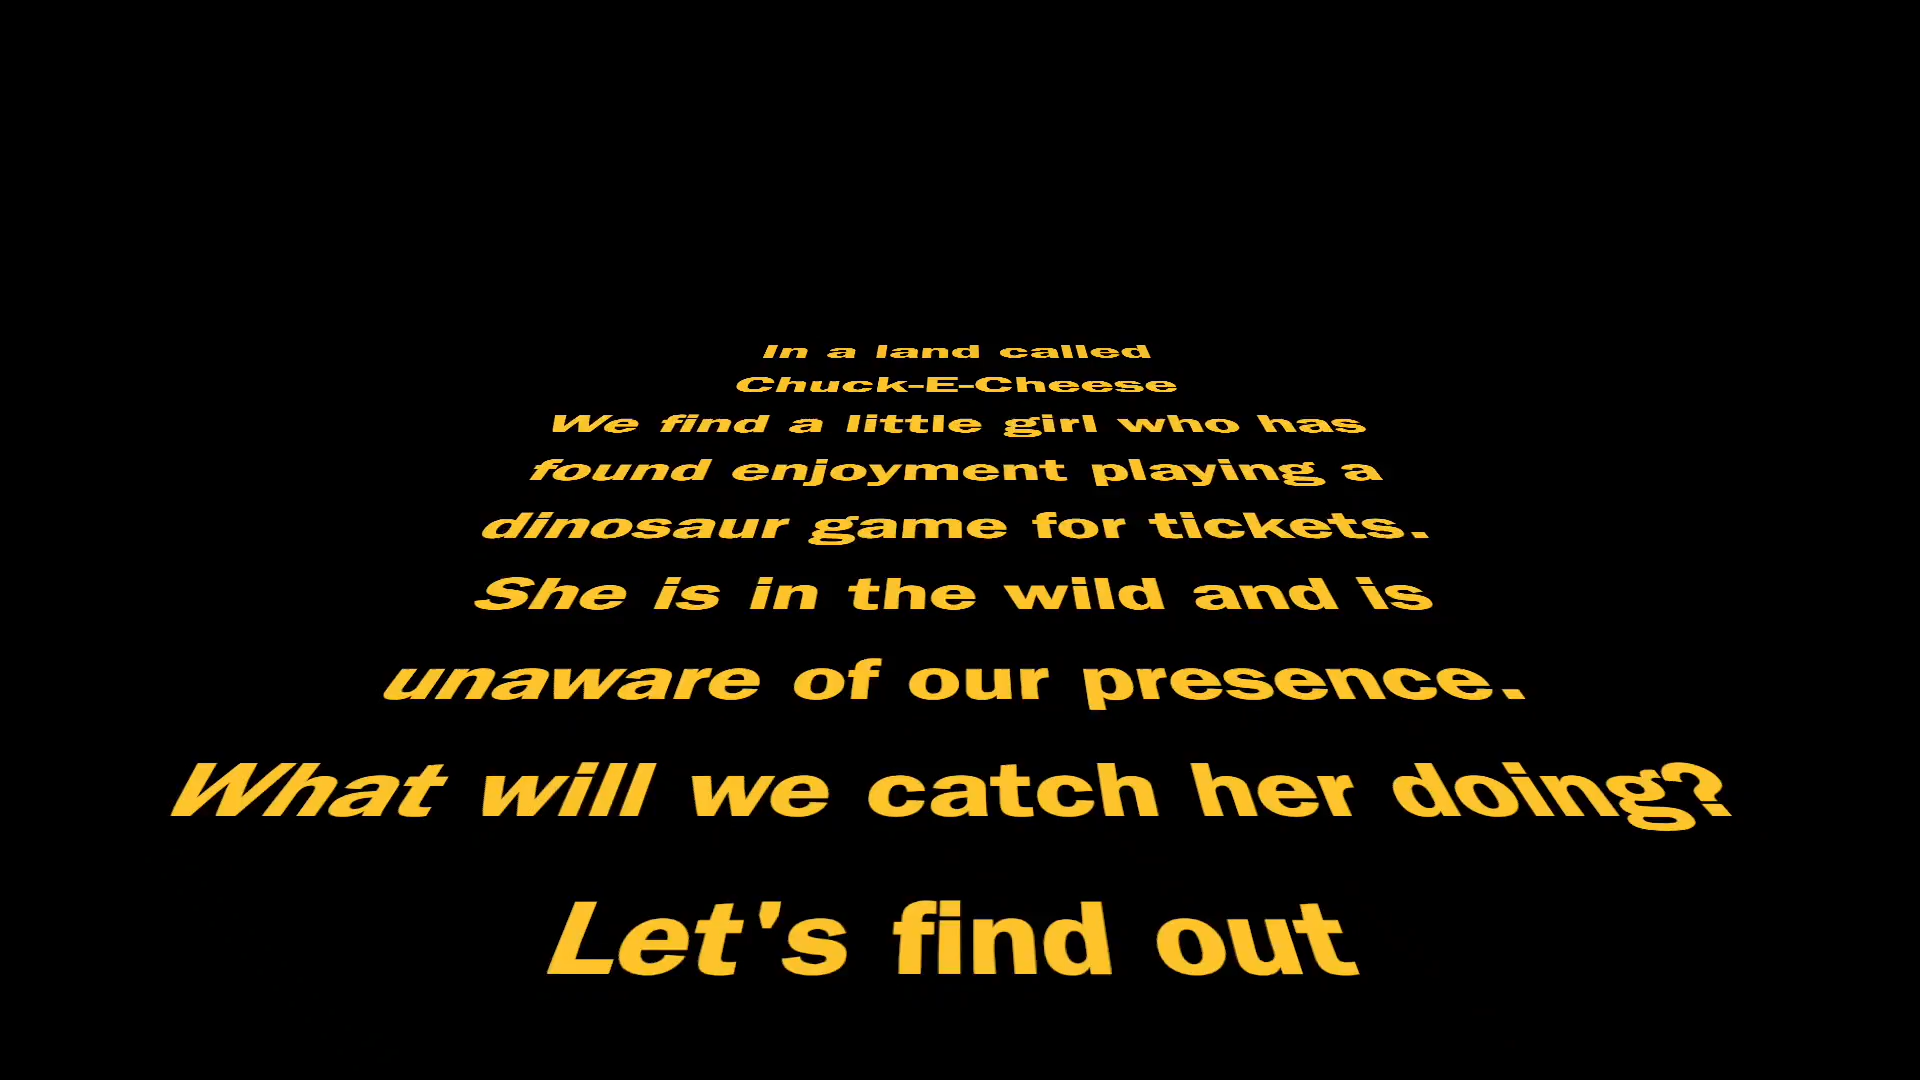 In a land called
Chuck-E-Cheese
We find a little girl who has
found enjoyment playing a
dinosaur game for tickets.
She is in the wild and is
unaware of our presence.
What will we catch her doing?
Let's find out